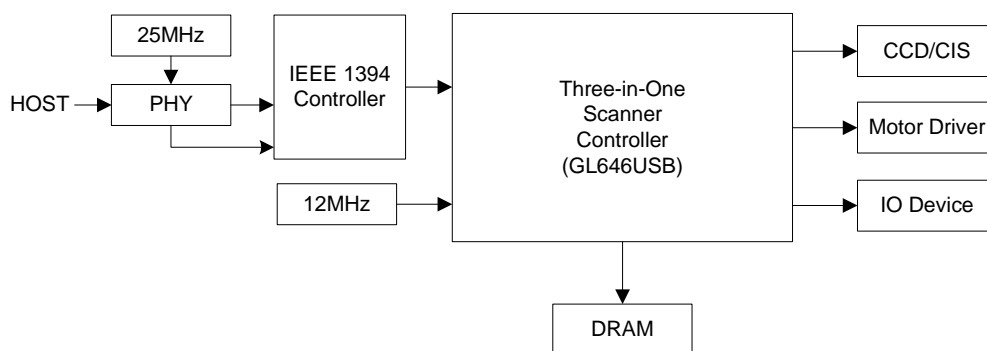 25MHz
HOST
PHY
IEEE 1394
Controller
12MHz
Three-in-One
Scanner
Controller
(GL646USB)
CCD/CIS
Motor Driver
IO Device
DRAM